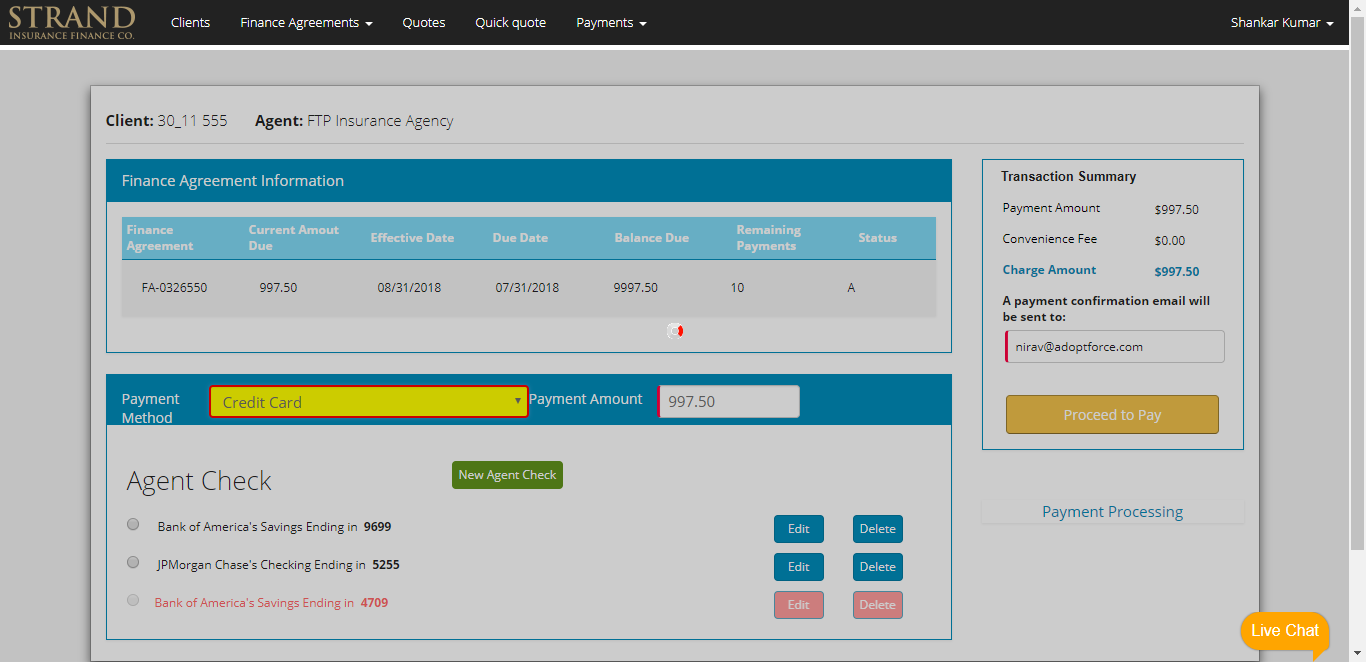 STRAND
INSURANCE FINANCE CO.
Clients
Finance Agreements
Quotes
Quick quote
Payments
Shankar Kumar
Client: 30_11 555
Agent: FTP Insurance Agency
Finance Agreement Information
Finance Agreement
Current Amout Due
Effective Date
Due Date
Balance Due
Remaining Payments
Status
FA-0326550
997.50
08/31/2018
07/31/2018
9997.50
10
A
Payment Method
Credit Card
Payment Amount
997.50
Agent Check
New Agent Check
Bank of America's Savings Ending in 9699
Edit
Delete
JPMorgan Chase's Checking Ending in 5255
Edit
Delete
Bank of America's Savings Ending in 4709
Edit
Delete
Transaction Summary
Payment Amount
$997.50
Convenience Fee
$0.00
Charge Amount
$997.50
A payment confirmation email will
be sent to:
nirav@adoptforce.com
Proceed to Pay
Payment Processing
Live Chat